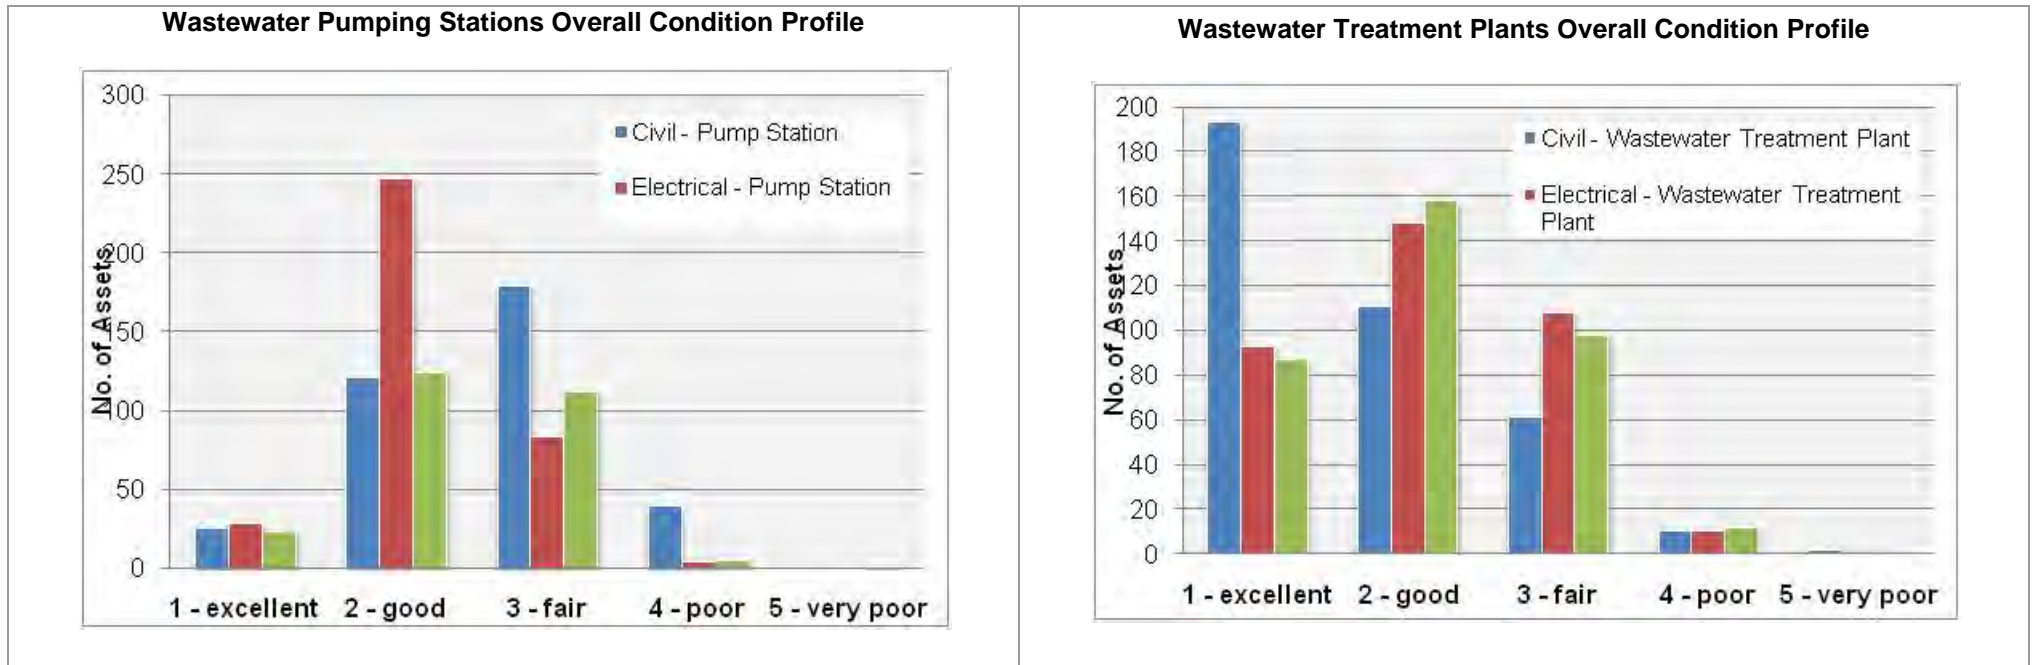 Wastewater Pumping Stations Overall Condition Profile
300
250
200
150
100
50
0
No. of Assets
Civil - Pump Station
Electrical - Pump Station
1 - excellent 2 - good 3 - fair 4 - poor 5 - very poor
Wastewater Treatment Plants Overall Condition Profile
200
180
160
140
120
100
80
60
40
20
0
No. of Assets
Civil - Wastewater Treatment Plant
Electrical - Wastewater Treatment
Plant
1 - excellent 2 - good 3 - fair 4 - poor 5 - very poor